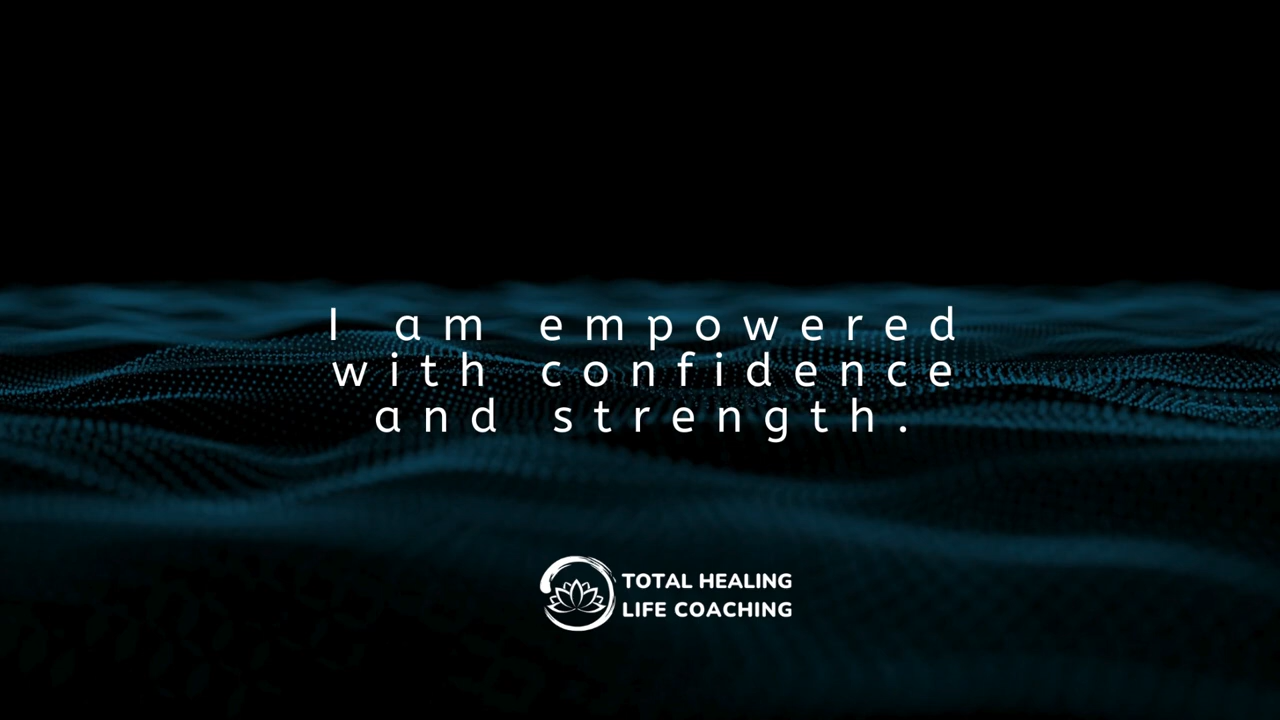 I am empowered
with confidence
and strength.
TOTAL HEALING
LIFE COACHING